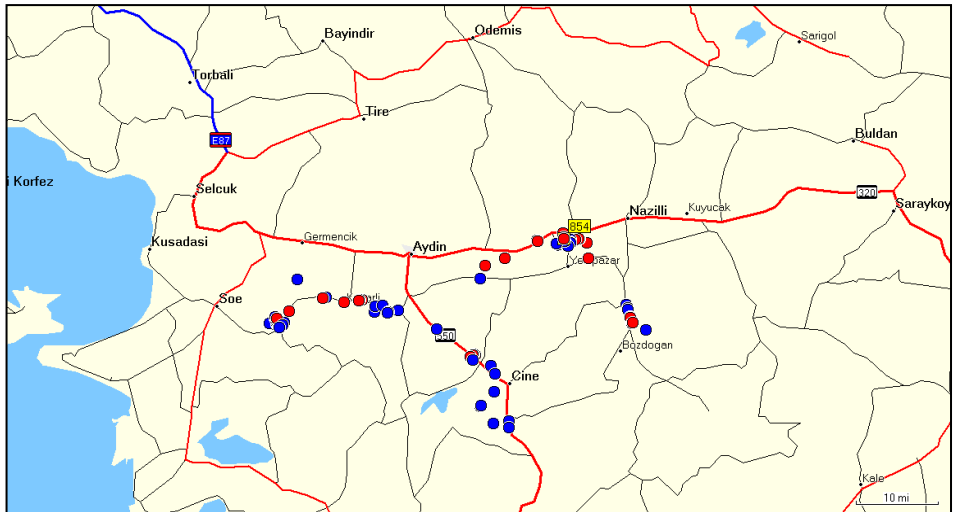 Odemis
Bayindir
Sarigol
Torbali
Tire
E87
Buldan
i Korfez
Selcuk
320
Saraykoy
Nazilli
Kuyucak
854
Kusadasi
Germencik
Aydin
Soe
550
Bozdogan
Cine
Kale
10 mi